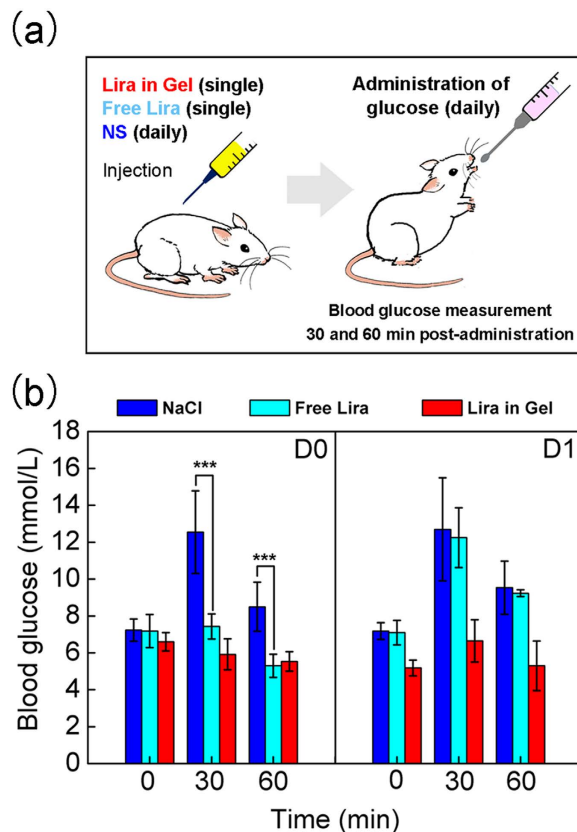 (a)
Lira in Gel (single)
Free Lira (single)
NS (daily)
Injection
Administration of
glucose (daily)
Blood glucose measurement
30 and 60 min post-administration
(b)
NaCl
Free Lira
Lira in Gel
Blood glucose (mmol/L)
18
16
14
12
10
8
6
4
2
0
D0
***
***
D1
0 30 60
0 30 60
Time (min)